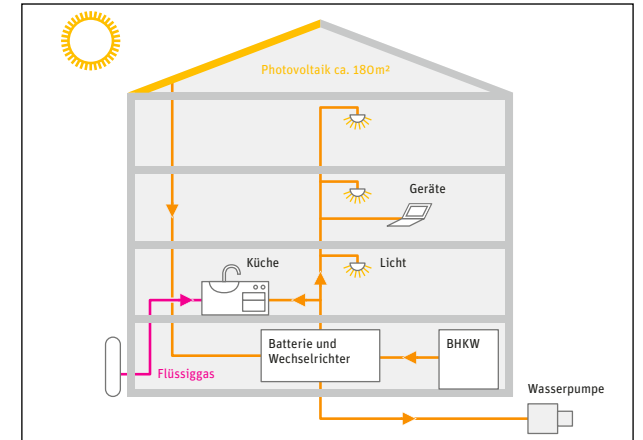 Photovoltaik ca. 180m²
Geräte
Küche
Licht
Batterie und
Wechselrichter
BHKW
Flüssiggas
Wasserpumpe